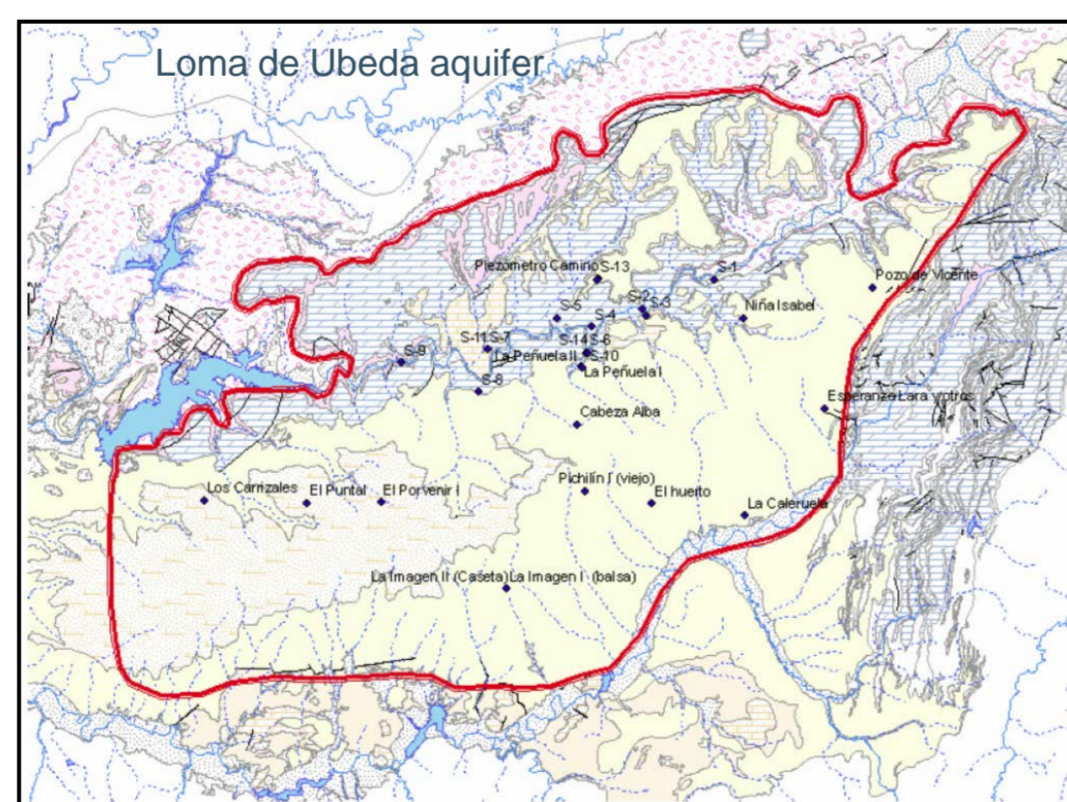 Loma de Ubeda aquifer
Piezometro Camino S-13
S-1
Pozo de Vicente
S-2
S-3
Niña Isabel
S-5
S-4
S-11 S-7
S-14 S-6
S-9
La Peñuela II
S-10
La Peñuela I
S-8
Esperanza Lara y otros
Cabeza Alba
Pichilín I (viejo)
Los Carrizales
El Puntal
El Porvenir I
El huerto
La Caleruela
La Imagen II (Caseta) La Imagen I (balsa)